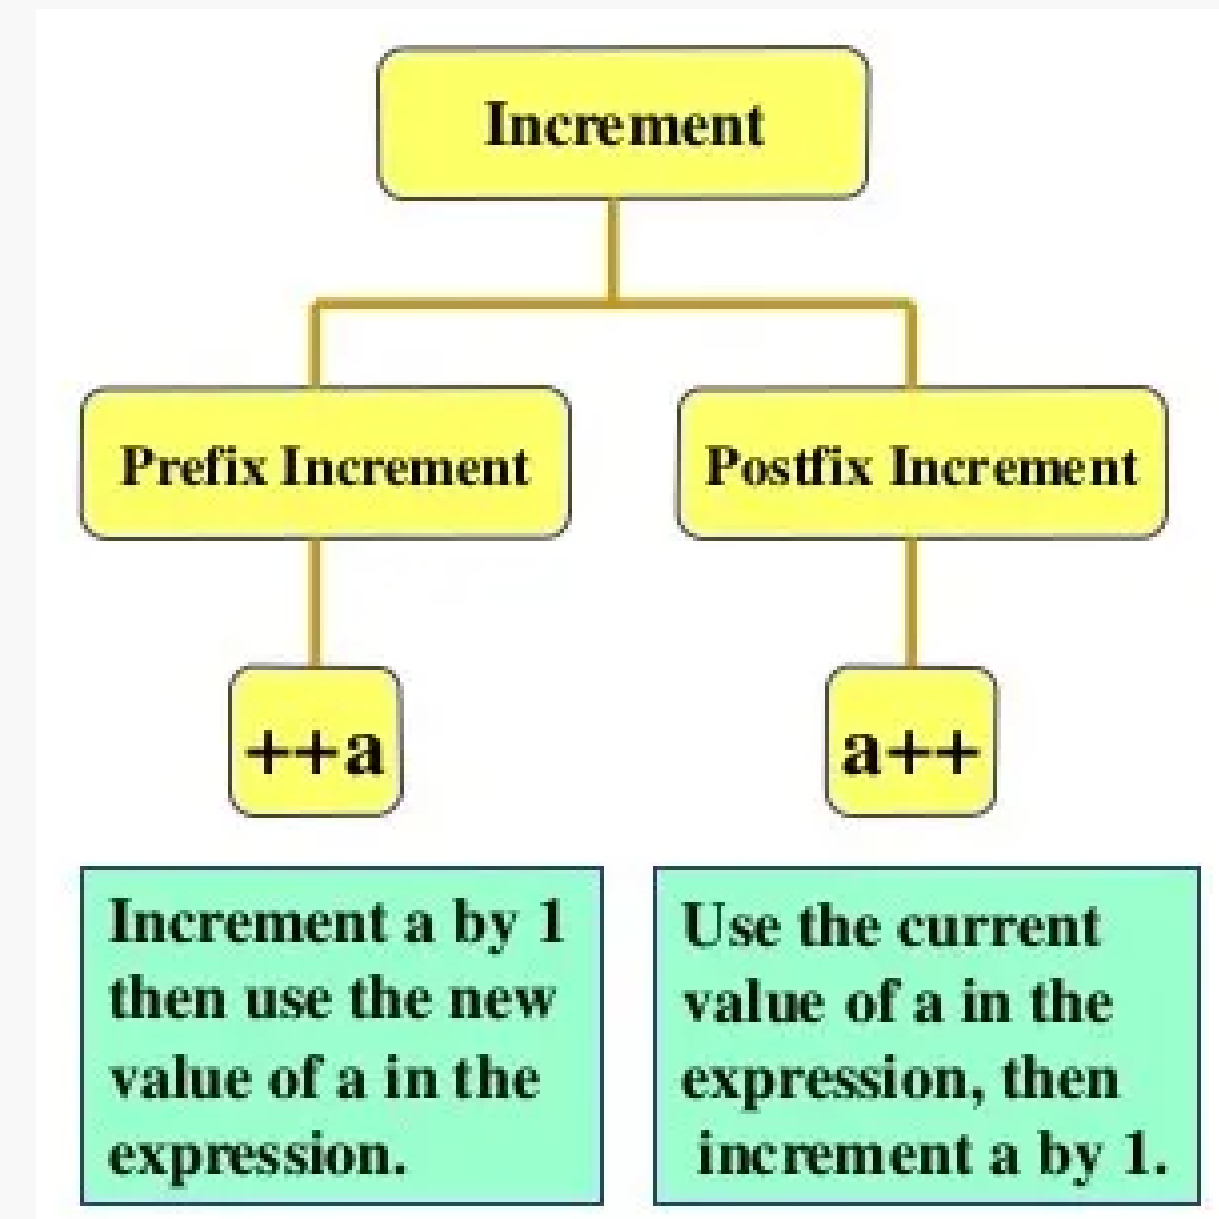 Increment
Prefix Increment
Postfix Increment
++a
a++
Increment a by 1
then use the new
value of a in the
expression.
Use the current
value of a in the
expression, then
increment a by 1.